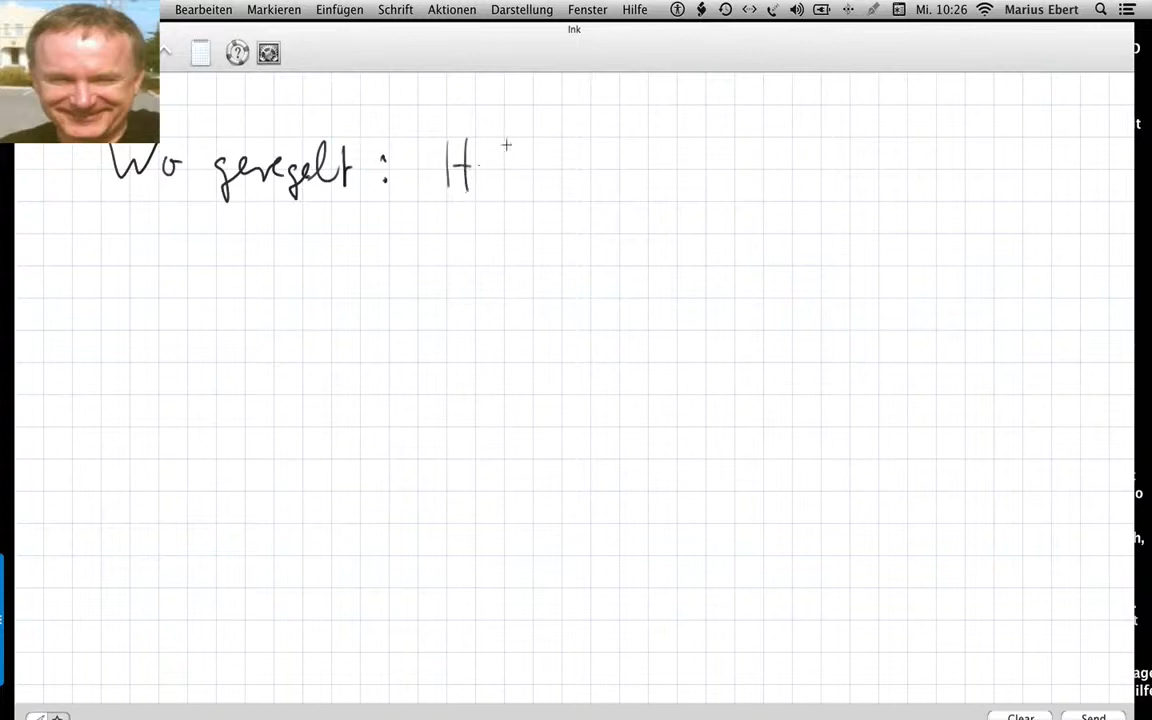 Bearbeiten Markieren Einfügen Schrift Aktionen Darstellung Fenster Hilfe Mi. 10:26 Marius Ebert
Ink
Wo geregelt : H
Clear Send